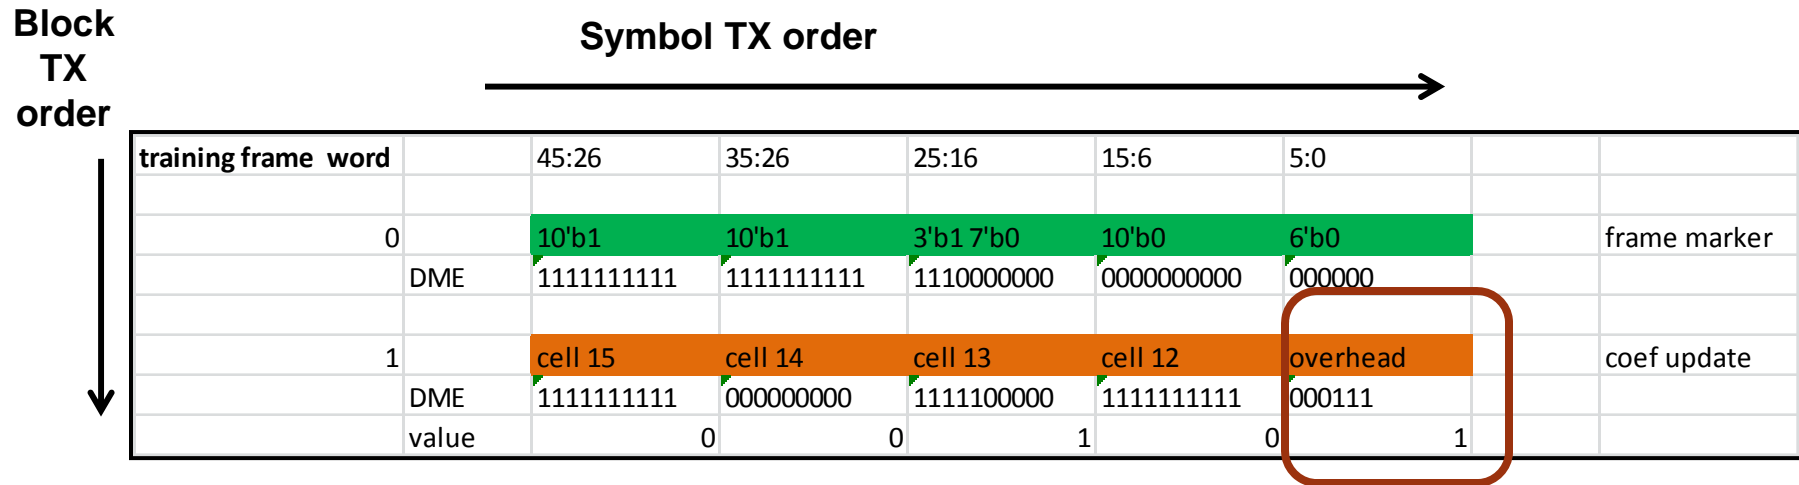 Block
TX
order
Symbol TX order
training frame word 45:26 35:26 25:16 15:6 5:0
0 10'b1 10'b1 3'b1 7'b0 10'b0 6'b0 frame marker
DME 1111111111 1111111111 1110000000 0000000000 000000
1 cell 15 cell 14 cell 13 cell 12 overhead coef update
DME 1111111111 000000000 1111100000 1111111111 000111
value 0 0 1 0 1